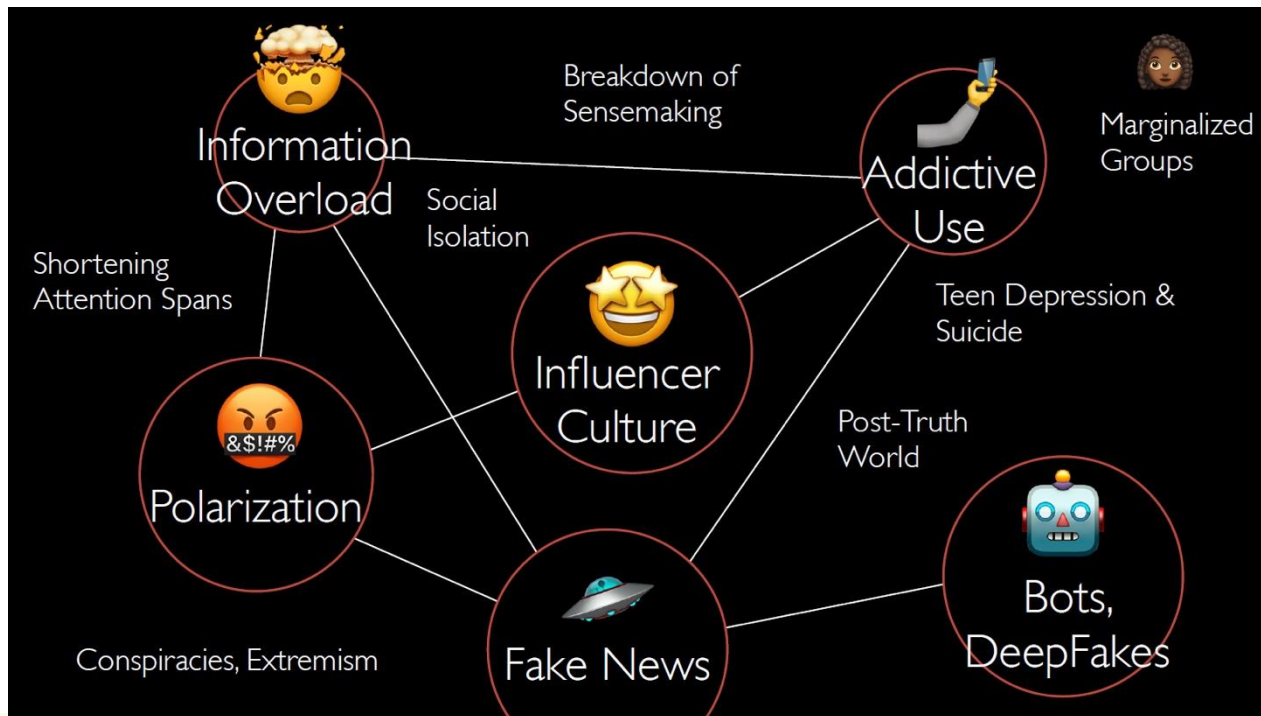 Information
Overload
Breakdown of
Sensemaking
Addictive
Use
Marginalized
Groups
Social
Isolation
Shortening
Attention Spans
Influencer
Culture
Teen Depression &
Suicide
&$!#%
Polarization
Post-Truth
World
Bots,
DeepFakes
Fake News
Conspiracies, Extremism